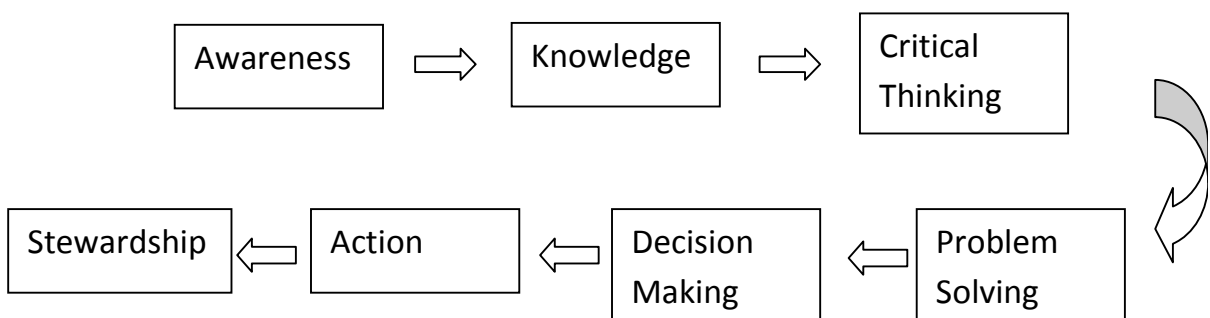 Awareness
Knowledge
Critical
Thinking
Problem
Solving
Decision
Making
Action
Stewardship